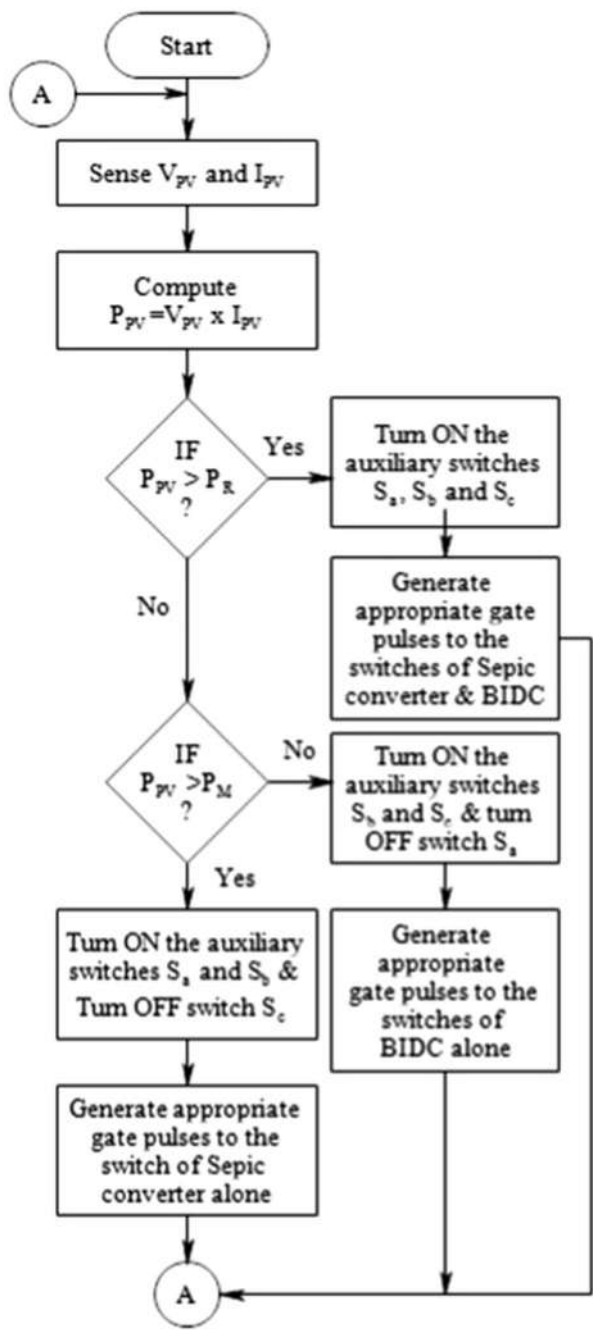 Start
A
Sense V_PV and I_PV
Compute
P_PV =V_PV x I_PV
IF
P_PV > P_R
?
Yes
Turn ON the
auxiliary switches
S_a, S_b and S_c
Generate
appropriate gate
pulses to the
switches of Sepic
converter & BIDC
No
IF
P_PV >P_M
?
No
Turn ON the
auxiliary switches
S_b and S_c & turn
OFF switch S_a
Generate
appropriate
gate pulses to the
switches of
BIDC alone
Yes
Turn ON the auxiliary
switches S_a and S_b &
Turn OFF switch S_c
Generate appropriate
gate pulses to the
switch of Sepic
converter alone
A